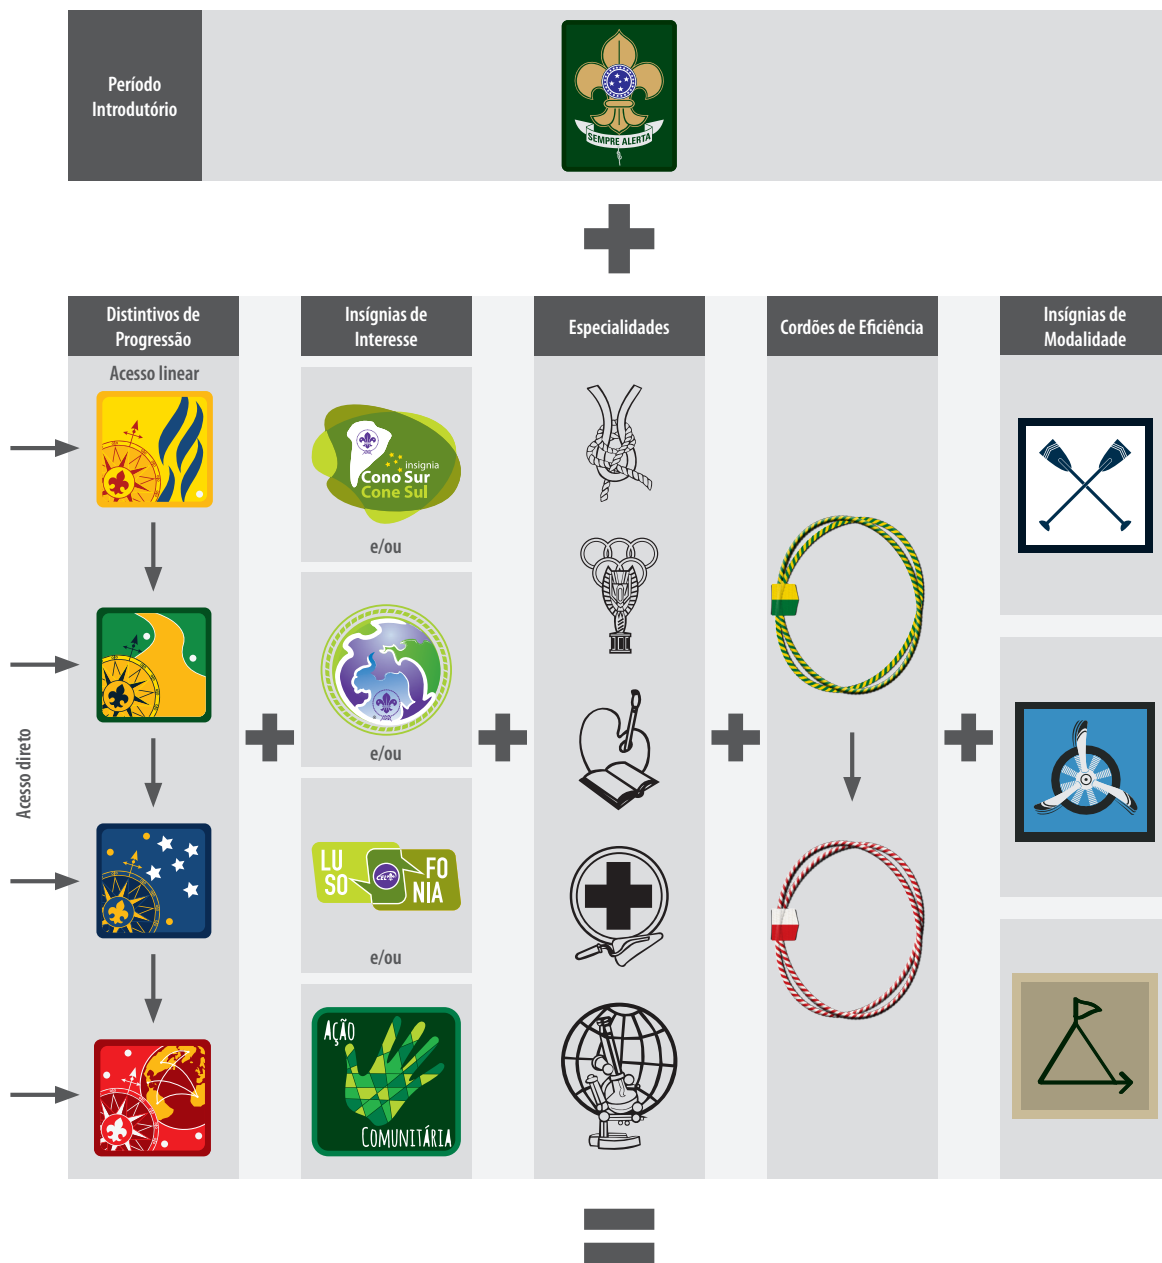 Período
Introdutório
SEMPRE ALERTA
Distintivos de
Progressão
Insígnias de
Interesse
Especialidades
Cordões de Eficiência
Insígnias de
Modalidade
Acesso linear
insignia
Cono Sur
Cone Sul
e/ou
e/ou
Acesso direto
LU
SO
FO
NIA
e/ou
AÇÃO
COMUNITÁRIA